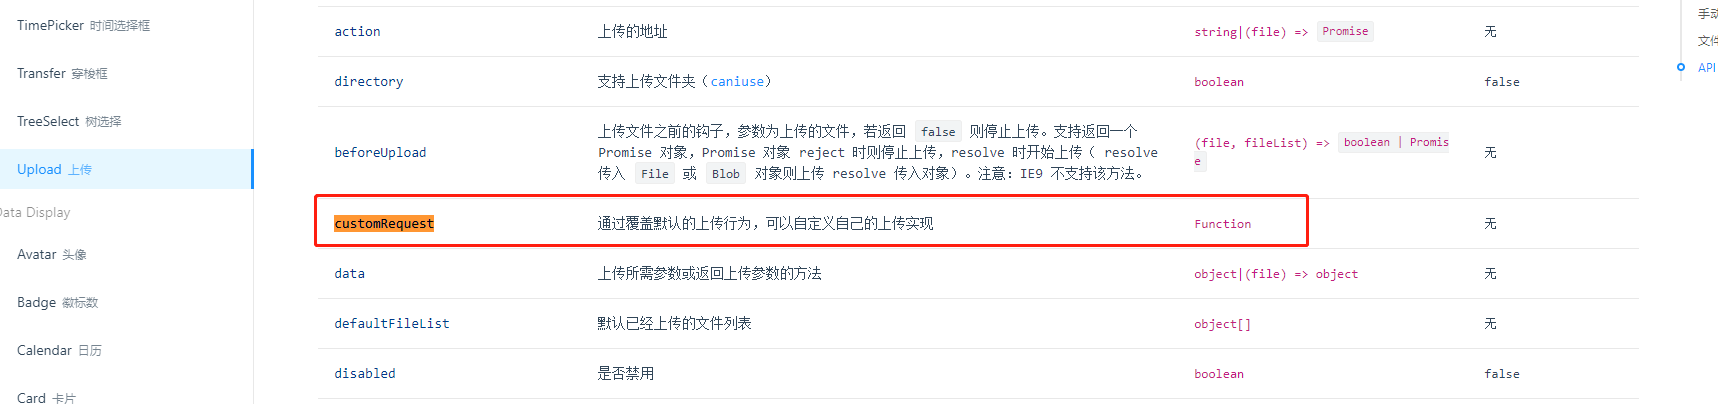 TimePicker 时间选择框
Transfer 穿梭框
TreeSelect 树选择
Upload 上传
Data Display
Avatar 头像
Badge 徽标数
Calendar 日历
Card 卡片
action 上传的地址 string|(file) => Promise 无
directory 支持上传文件夹（caniuse） boolean false
beforeUpload 上传文件之前的钩子，参数为上传的文件，若返回 false 则停止上传。支持返回一个
Promise 对象，Promise 对象 reject 时则停止上传，resolve 时开始上传（ resolve
传入 File 或 Blob 对象则上传 resolve 传入对象）。注意：IE9 不支持该方法。
(file, fileList) => boolean | Promis
e
无
customRequest 通过覆盖默认的上传行为，可以自定义自己的上传实现 Function 无
data 上传所需参数或返回上传参数的方法 object|(file) => object 无
defaultFileList 默认已经上传的文件列表 object[] 无
disabled 是否禁用 boolean false
手动
文件
API